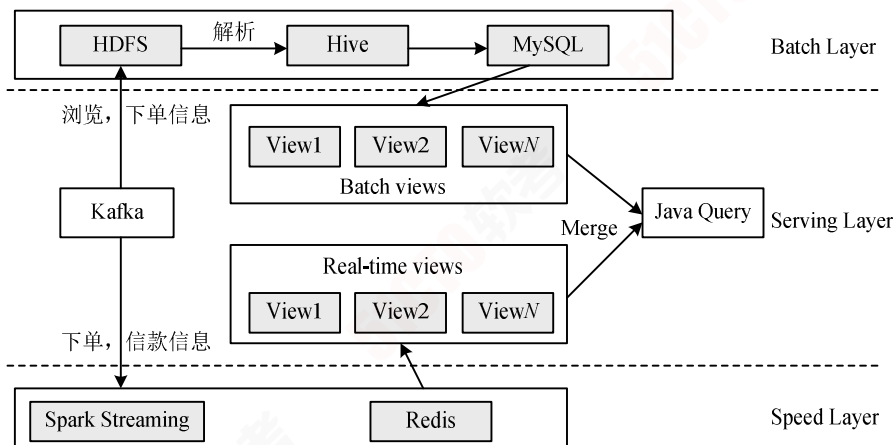 HDFS
解析
Hive
MySQL
Batch Layer
浏览，下单信息
View1
View2
ViewN
Batch views
Kafka
Java Query
Merge
Serving Layer
Real-time views
View1
View2
ViewN
下单，信款信息
Spark Streaming
Redis
Speed Layer